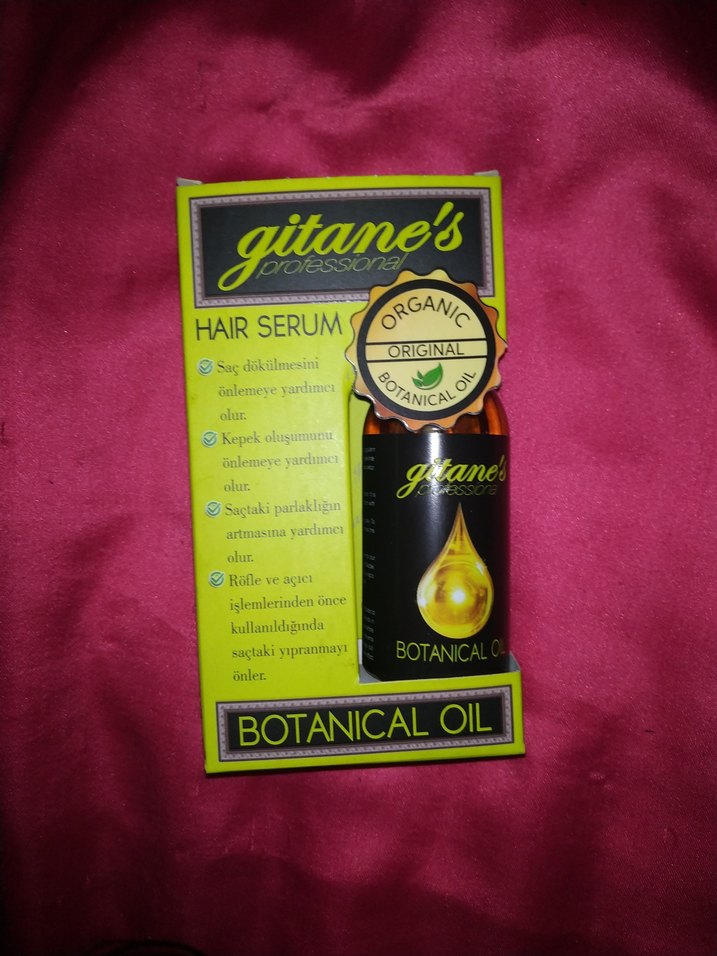 gitane's
professional
HAIR SERUM
Saç dökülmesini
önlemeye yardımcı
olur.
Kepek oluşumunu
önlemeye yardımcı
olur.
Saçtaki parlaklığın
artmasına yardımcı
olur.
Röfle ve açıcı
işlemlerinden önce
kullanıldığında
saçtaki yıpranmayı
önler.
ORGANIC
ORIGINAL
BOTANICAL OIL
gitane's
professional
BOTANICAL OIL
BOTANICAL OIL